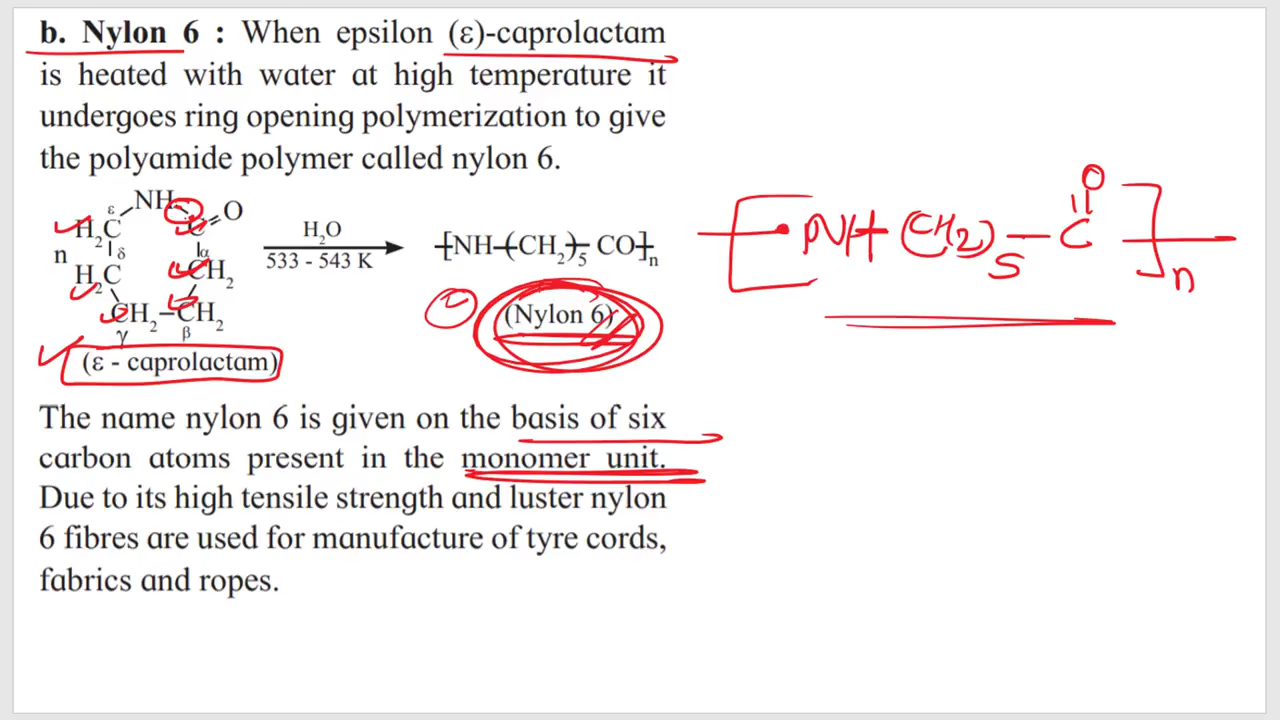 b. Nylon 6 : When epsilon (ε)-caprolactam
is heated with water at high temperature it
undergoes ring opening polymerization to give
the polyamide polymer called nylon 6.
ε NH C=O
H₂C
n δ α
H₂C CH₂
CH₂–CH₂
γ β
(ε - caprolactam)
H₂O
533 - 543 K
[NH-(CH₂)₅-CO]ₙ
(Nylon 6)
[NH-(CH₂)₅-C=O]ₙ
The name nylon 6 is given on the basis of six
carbon atoms present in the monomer unit.
Due to its high tensile strength and luster nylon
6 fibres are used for manufacture of tyre cords,
fabrics and ropes.